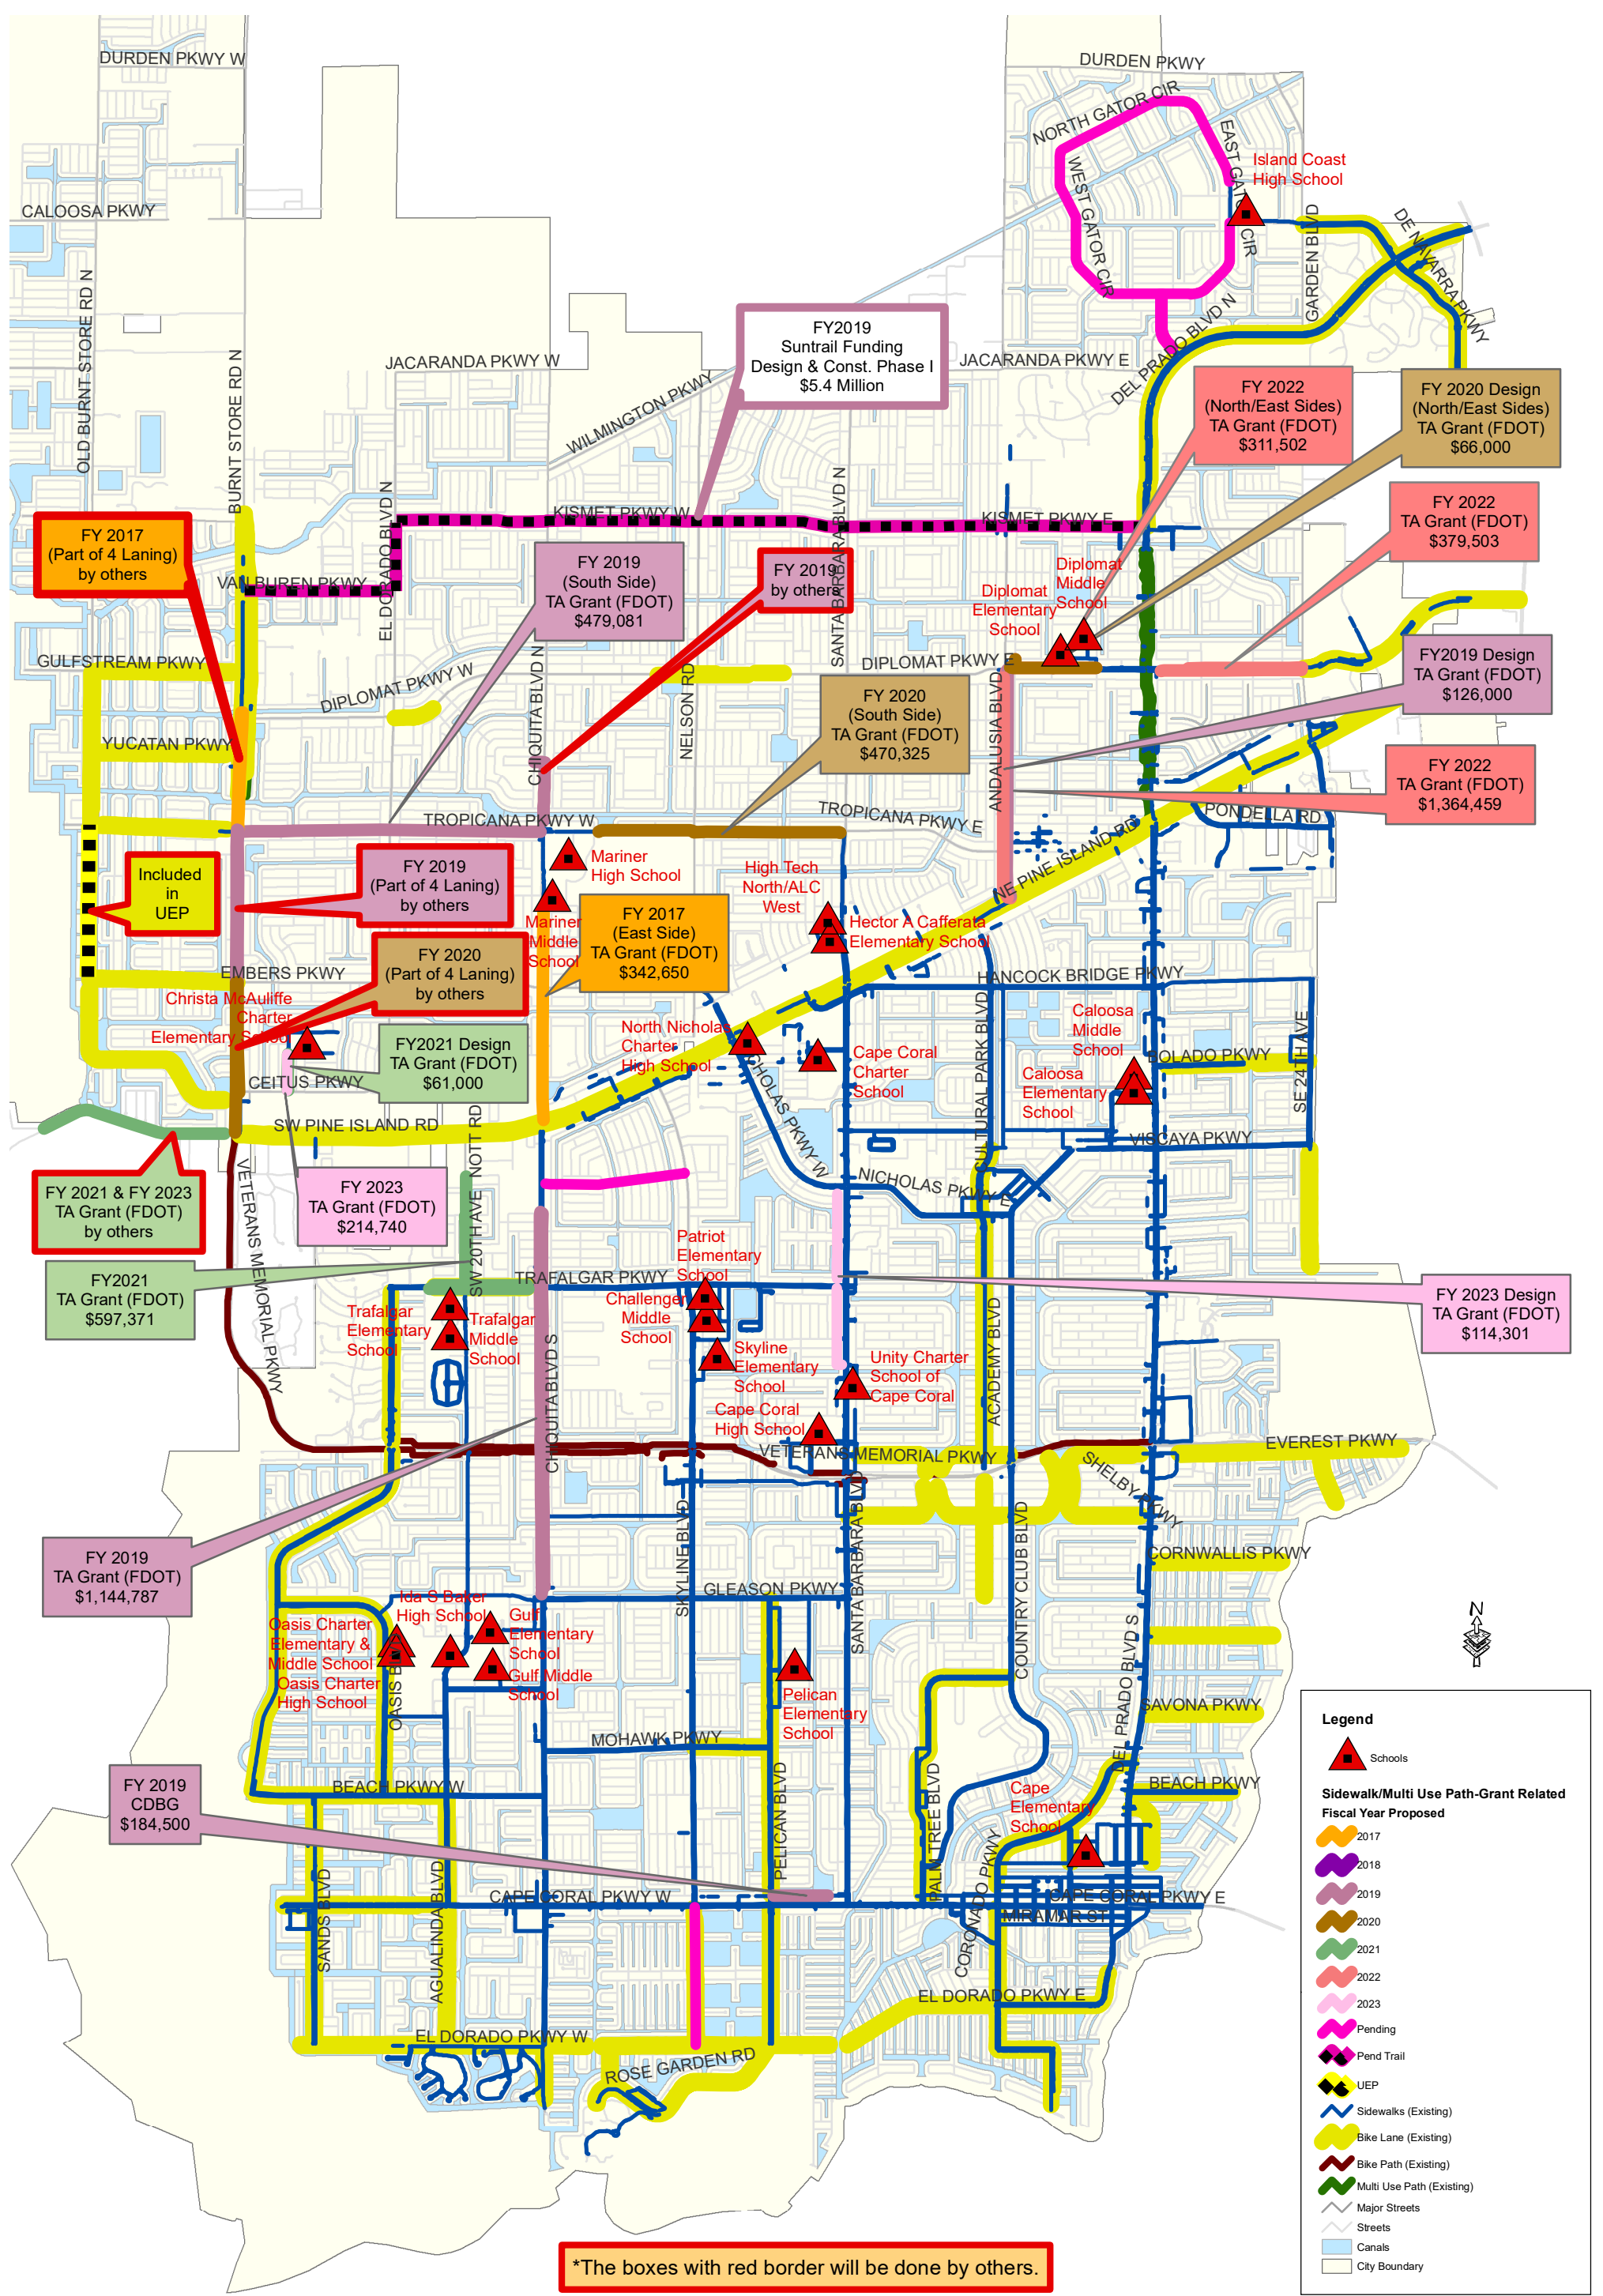 DURDEN PKWY W
DURDEN PKWY
NORTH GATOR CIR
EAST GATOR CIR
WEST GATOR CIR
Island Coast
High School
CALOOSA PKWY
GARDEN BLVD
DE NAVARRA PKWY
OLD BURNT STORE RD N
BURNT STORE RD N
DEL PRADO BLVD N
FY2019
Suntrail Funding
Design & Const. Phase I
$5.4 Million
JACARANDA PKWY W
JACARANDA PKWY E
WILMINGTON PKWY
FY 2022
(North/East Sides)
TA Grant (FDOT)
$311,502
FY 2020 Design
(North/East Sides)
TA Grant (FDOT)
$66,000
EL DORADO BLVD N
SANTA BARBARA BLVD N
KISMET PKWY W
KISMET PKWY E
FY 2022
TA Grant (FDOT)
$379,503
FY 2017
(Part of 4 Laning)
by others
VAN BUREN PKWY
FY 2019
(South Side)
TA Grant (FDOT)
$479,081
FY 2019
by others
Diplomat
Middle
School
Diplomat
Elementary
School
GULFSTREAM PKWY
DIPLOMAT PKWY W
DIPLOMAT PKWY E
CHIQUITA BLVD N
NELSON RD
ANDALUSIA BLVD
FY2019 Design
TA Grant (FDOT)
$126,000
FY 2020
(South Side)
TA Grant (FDOT)
$470,325
YUCATAN PKWY
FY 2022
TA Grant (FDOT)
$1,364,459
TROPICANA PKWY W
TROPICANA PKWY E
PONDELLA RD
NE PINE ISLAND RD
Included
in
UEP
FY 2019
(Part of 4 Laning)
by others
Mariner
High School
High Tech
North/ALC
West
Mariner
Middle
School
FY 2017
(East Side)
TA Grant (FDOT)
$342,650
Hector A Cafferata
Elementary School
FY 2020
(Part of 4 Laning)
by others
EMBERS PKWY
HANCOCK BRIDGE PKWY
Christa McAuliffe
Charter
Elementary School
Caloosa
Middle
School
North Nicholas
Charter
High School
FY2021 Design
TA Grant (FDOT)
$61,000
Cape Coral
Charter
School
Caloosa
Elementary
School
BOLADO PKWY
SE 24TH AVE
CEITUS PKWY
CULTURAL PARK BLVD
SW PINE ISLAND RD
VISCAYA PKWY
NICHOLAS PKWY W
NICHOLAS PKWY E
NOTT RD
SW 20TH AVE
VETERANS MEMORIAL PKWY
FY 2021 & FY 2023
TA Grant (FDOT)
by others
FY 2023
TA Grant (FDOT)
$214,740
FY2021
TA Grant (FDOT)
$597,371
Patriot
Elementary
School
TRAFALGAR PKWY
Challenger
Middle
School
FY 2023 Design
TA Grant (FDOT)
$114,301
Trafalgar
Elementary
School
Trafalgar
Middle
School
CHIQUITA BLVD S
Skyline
Elementary
School
Unity Charter
School of
Cape Coral
ACADEMY BLVD
Cape Coral
High School
VETERANS MEMORIAL PKWY
EVEREST PKWY
SHELBY PKWY
SKYLINE BLVD
SANTA BARBARA BLVD
COUNTRY CLUB BLVD
CORNWALLIS PKWY
FY 2019
TA Grant (FDOT)
$1,144,787
GLEASON PKWY
Ida S Baker
High School
Gulf
Elementary
School
Gulf Middle
School
Oasis Charter
Elementary &
Middle School
Oasis Charter
High School
OASIS BLVD
Pelican
Elementary
School
DEL PRADO BLVD S
SAVONA PKWY
MOHAWK PKWY
BEACH PKWY W
BEACH PKWY
FY 2019
CDBG
$184,500
PELICAN BLVD
PALM TREE BLVD
Cape
Elementary
School
CORONADO PKWY
SANDS BLVD
AGUALINDA BLVD
CAPE CORAL PKWY W
CAPE CORAL PKWY E
MIRAMAR ST
EL DORADO PKWY E
EL DORADO PKWY W
ROSE GARDEN RD
N
Legend
Schools
Sidewalk/Multi Use Path-Grant Related
Fiscal Year Proposed
2017
2018
2019
2020
2021
2022
2023
Pending
Pend Trail
UEP
Sidewalks (Existing)
Bike Lane (Existing)
Bike Path (Existing)
Multi Use Path (Existing)
Major Streets
Streets
Canals
City Boundary
*The boxes with red border will be done by others.